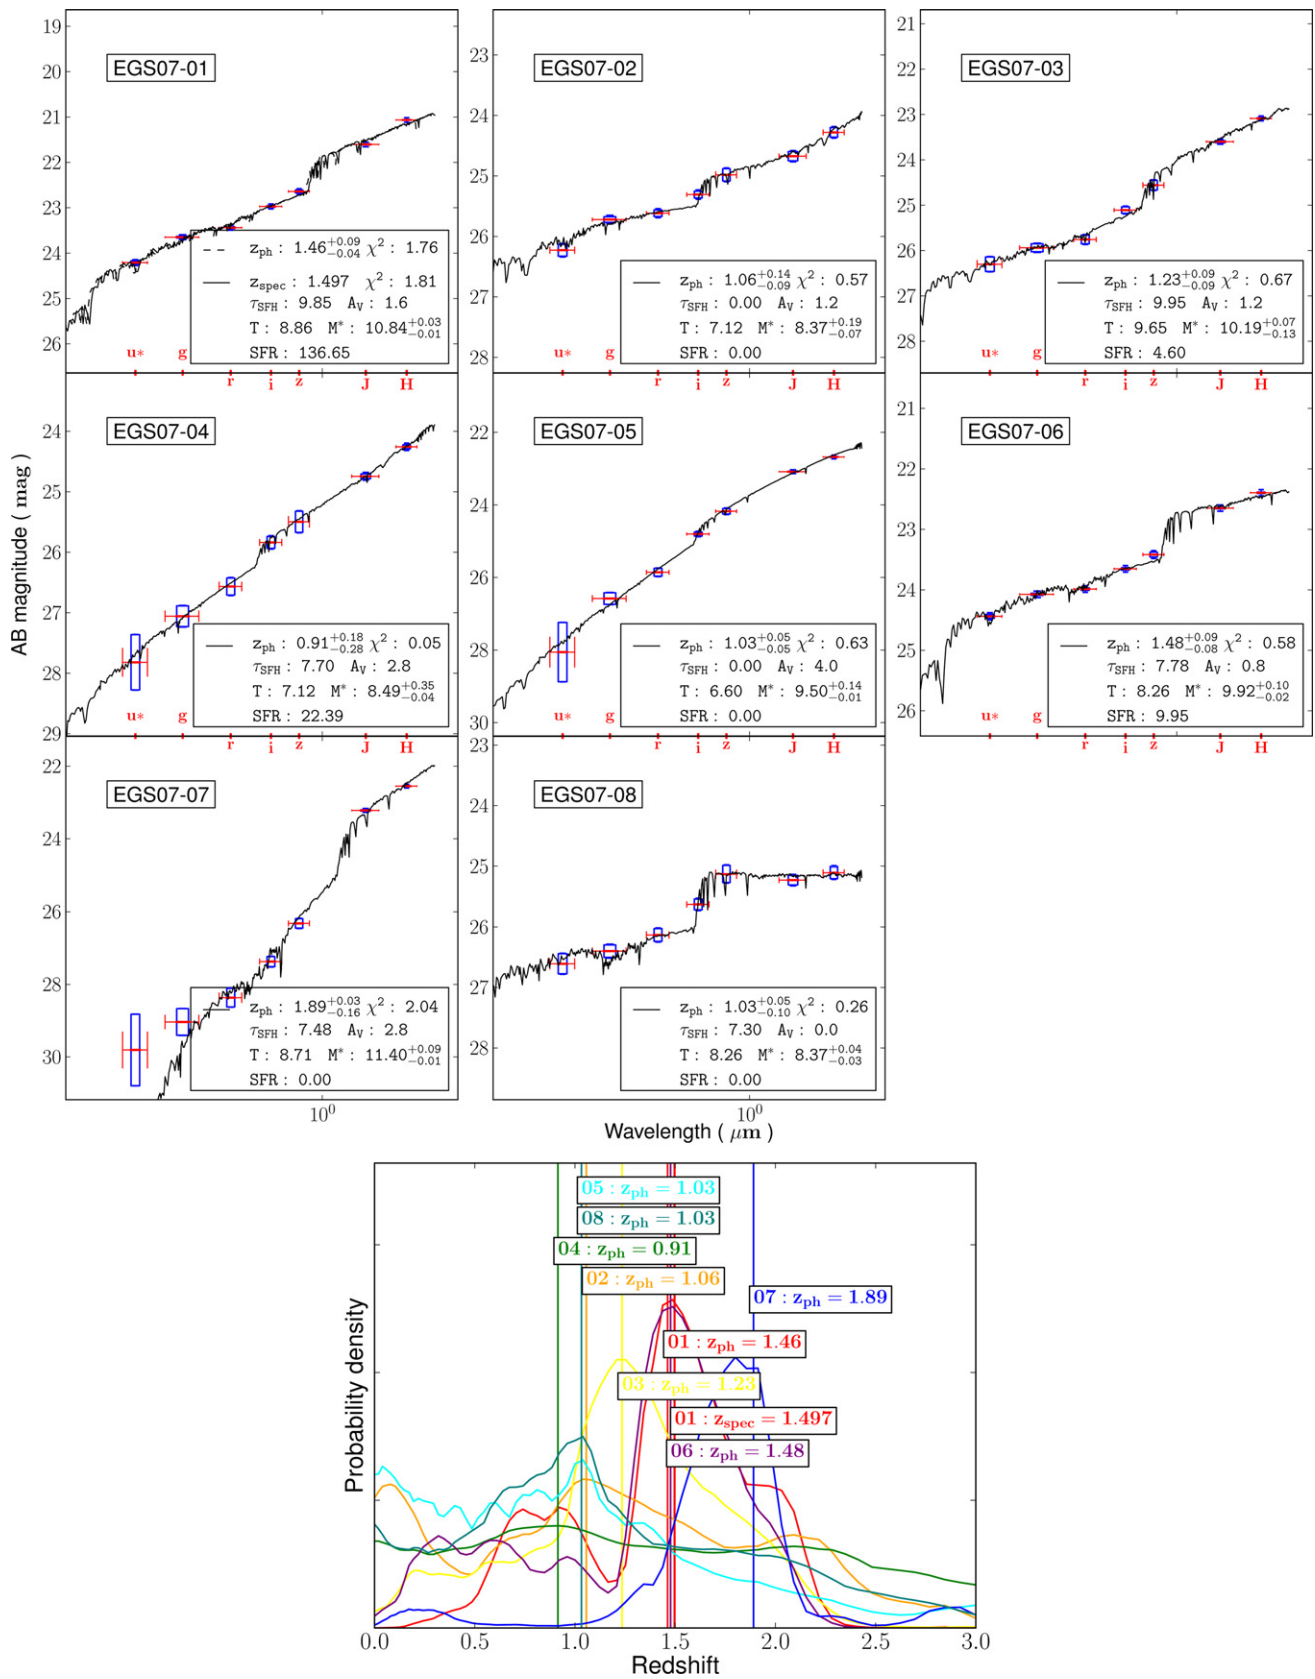 EGS07-01
19
20
21
22
23
24
25
26
z_ph : 1.46 +0.09 −0.04 χ² : 1.76
z_spec : 1.497 χ² : 1.81
τ_SFH : 9.85 A_V : 1.6
T : 8.86 M* : 10.84 +0.03 −0.01
SFR : 136.65
u* g r i z J H
EGS07-02
23
24
25
26
27
28
z_ph : 1.06 +0.14 −0.09 χ² : 0.57
τ_SFH : 0.00 A_V : 1.2
T : 7.12 M* : 8.37 +0.19 −0.07
SFR : 0.00
u* g r i z J H
EGS07-03
21
22
23
24
25
26
27
28
z_ph : 1.23 +0.09 −0.09 χ² : 0.67
τ_SFH : 9.95 A_V : 1.2
T : 9.65 M* : 10.19 +0.07 −0.13
SFR : 4.60
u* g r i z J H
AB magnitude ( mag )
EGS07-04
24
25
26
27
28
29
z_ph : 0.91 +0.18 −0.28 χ² : 0.05
τ_SFH : 7.70 A_V : 2.8
T : 7.12 M* : 8.49 +0.35 −0.04
SFR : 22.39
u* g r i z J H
EGS07-05
22
24
26
28
30
z_ph : 1.03 +0.05 −0.05 χ² : 0.63
τ_SFH : 0.00 A_V : 4.0
T : 6.60 M* : 9.50 +0.14 −0.01
SFR : 0.00
u* g r i z J H
EGS07-06
21
22
23
24
25
26
z_ph : 1.48 +0.09 −0.08 χ² : 0.58
τ_SFH : 7.78 A_V : 0.8
T : 8.26 M* : 9.92 +0.10 −0.02
SFR : 9.95
u* g r i z J H
EGS07-07
22
24
26
28
30
z_ph : 1.89 +0.03 −0.16 χ² : 2.04
τ_SFH : 7.48 A_V : 2.8
T : 8.71 M* : 11.40 +0.09 −0.01
SFR : 0.00
10⁰
EGS07-08
23
24
25
26
27
28
z_ph : 1.03 +0.05 −0.10 χ² : 0.26
τ_SFH : 7.30 A_V : 0.0
T : 8.26 M* : 8.37 +0.04 −0.03
SFR : 0.00
10⁰
Wavelength ( μm )
05 : z_ph = 1.03
08 : z_ph = 1.03
04 : z_ph = 0.91
02 : z_ph = 1.06
07 : z_ph = 1.89
01 : z_ph = 1.46
03 : z_ph = 1.23
01 : z_spec = 1.497
06 : z_ph = 1.48
Probability density
0.0 0.5 1.0 1.5 2.0 2.5 3.0
Redshift